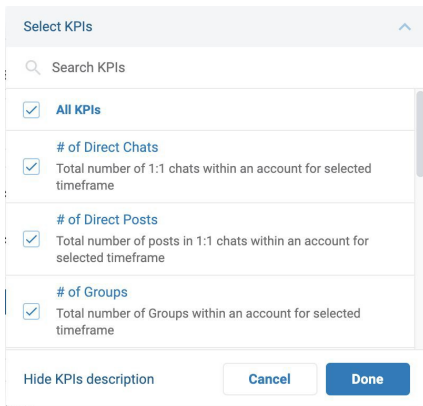 Select KPIs
Search KPIs
All KPIs
# of Direct Chats
Total number of 1:1 chats within an account for selected
timeframe
# of Direct Posts
Total number of posts in 1:1 chats within an account for
selected timeframe
# of Groups
Total number of Groups within an account for selected
timeframe
Hide KPIs description
Cancel
Done